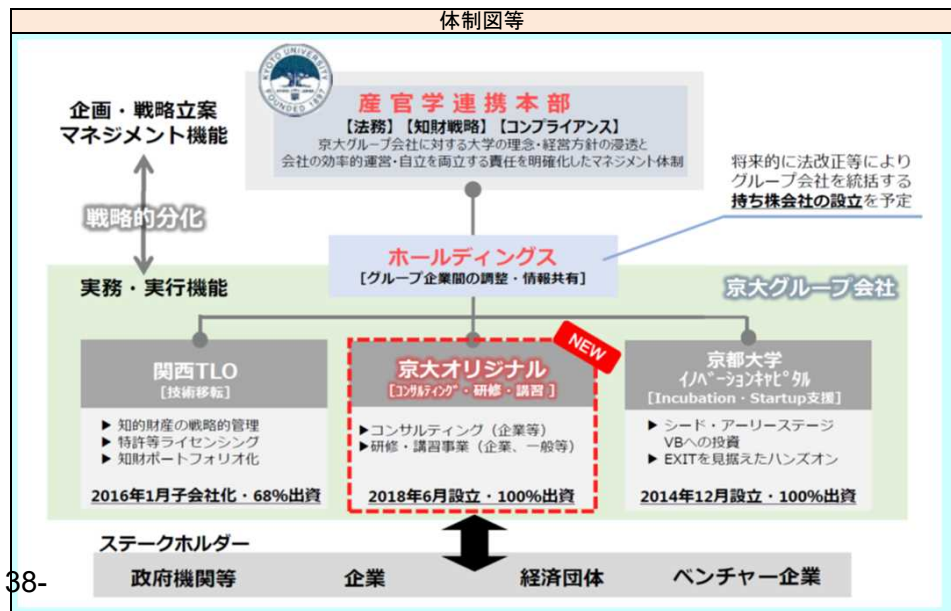 体制図等
KYOTO UNIVERSITY
FOUNDED 1897
産官学連携本部
【法務】【知財戦略】【コンプライアンス】
京大グループ会社に対する大学の理念・経営方針の浸透と
会社の効率的運営・自立を両立する責任を明確化したマネジメント体制
企画・戦略立案
マネジメント機能
戦略的分化
実務・実行機能
将来的に法改正等により
グループ会社を統括する
持ち株会社の設立を予定
ホールディングス
[グループ企業間の調整・情報共有]
京大グループ会社
関西TLO
[技術移転]
▶ 知的財産の戦略的管理
▶ 特許等ライセンシング
▶ 知財ポートフォリオ化
2016年1月子会社化・68%出資
NEW
京大オリジナル
[ｺﾝｻﾙﾃｨﾝｸﾞ・研修・講習]
▶コンサルティング（企業等）
▶研修・講習事業（企業、一般等）
2018年6月設立・100%出資
京都大学
ｲﾉﾍﾞｰｼｮﾝｷｬﾋﾟﾀﾙ
[Incubation・Startup支援]
▶ シード・アーリーステージ
VBへの投資
▶ EXITを見据えたハンズオン
2014年12月設立・100%出資
ステークホルダー
政府機関等 企業 経済団体 ベンチャー企業
38-